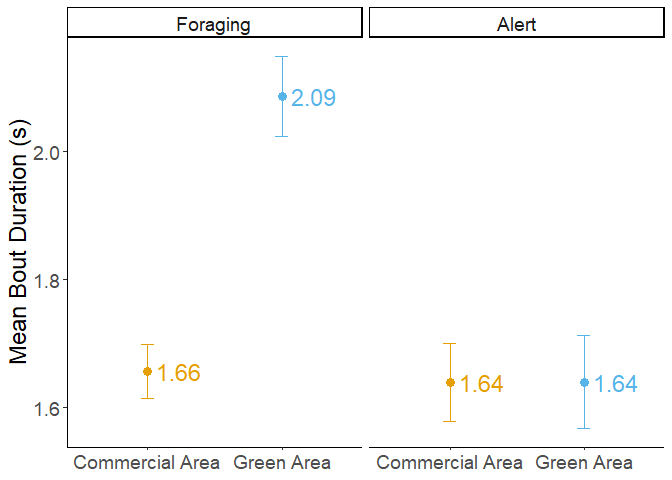 Foraging
Alert
Mean Bout Duration (s)
2.0
1.8
1.6
2.09
1.66
1.64
1.64
Commercial Area
Green Area
Commercial Area
Green Area